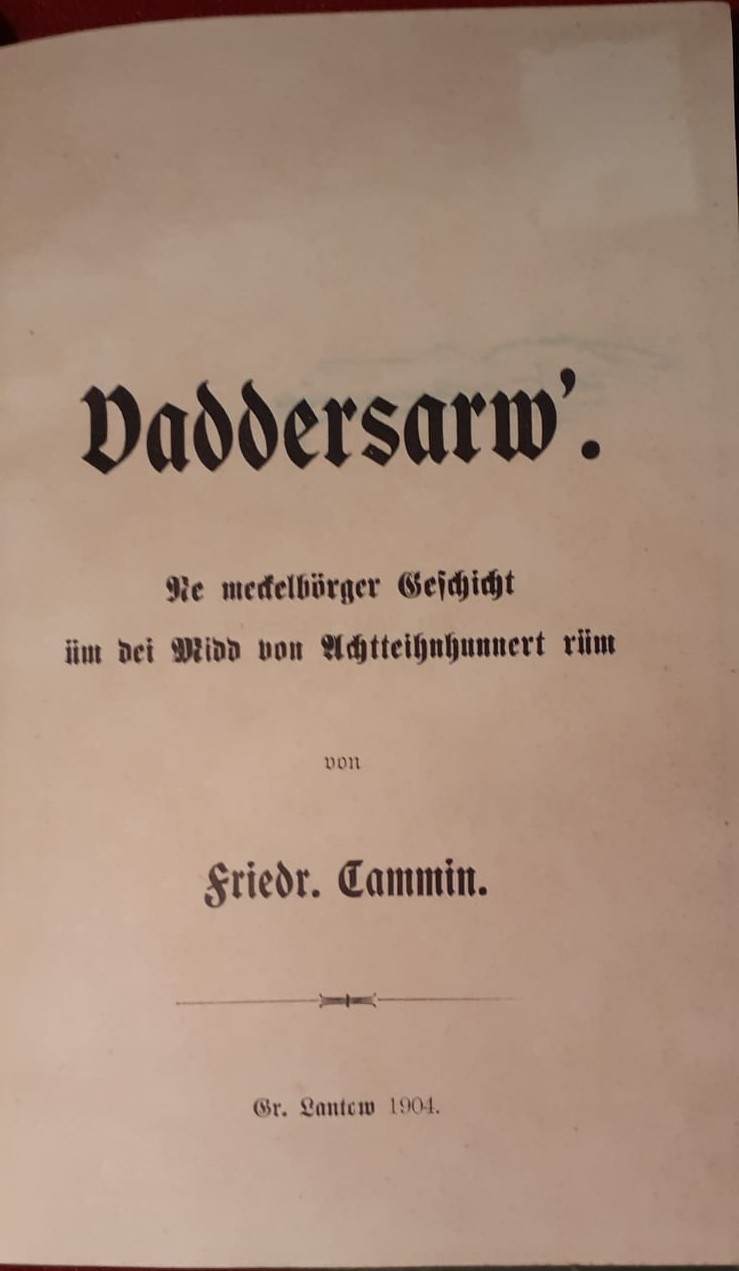 Vaddersarw’.
Ne meckelbörger Geschicht
üm dei Midd von Achtteihnhunnert rüm
von
Friedr. Cammin.
Gr. Lantow 1904.